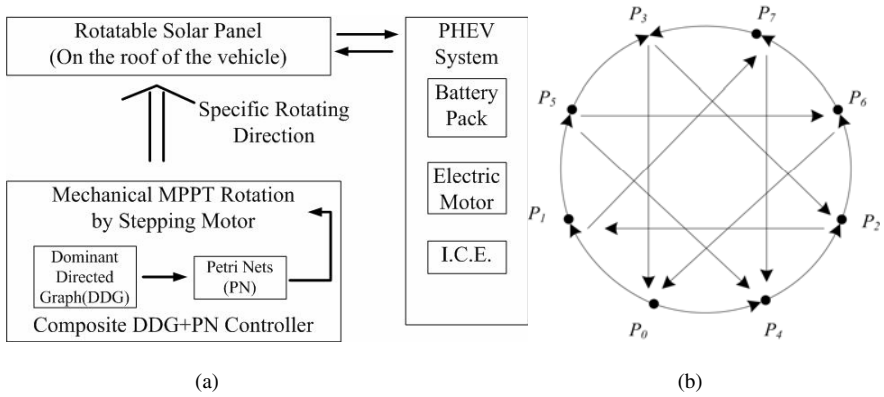 Rotatable Solar Panel
(On the roof of the vehicle)
Specific Rotating
Direction
Mechanical MPPT Rotation
by Stepping Motor
Dominant
Directed
Graph(DDG)
Petri Nets
(PN)
Composite DDG+PN Controller
PHEV
System
Battery
Pack
Electric
Motor
I.C.E.
(a)
P3
P7
P5
P6
P1
P2
P0
P4
(b)